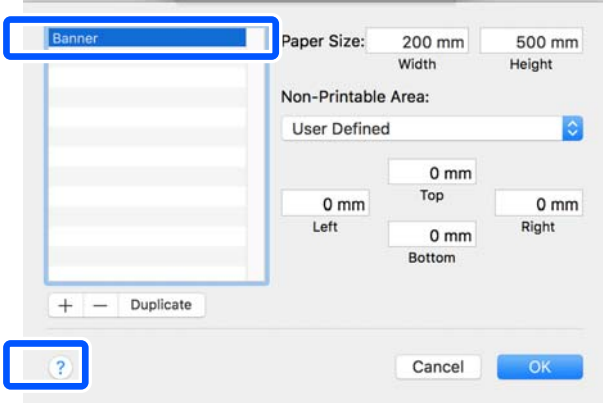 Banner
Paper Size: 200 mm 500 mm
Width Height
Non-Printable Area:
User Defined
0 mm
Top
0 mm 0 mm
Left Right
0 mm
Bottom
+ − Duplicate
? Cancel OK